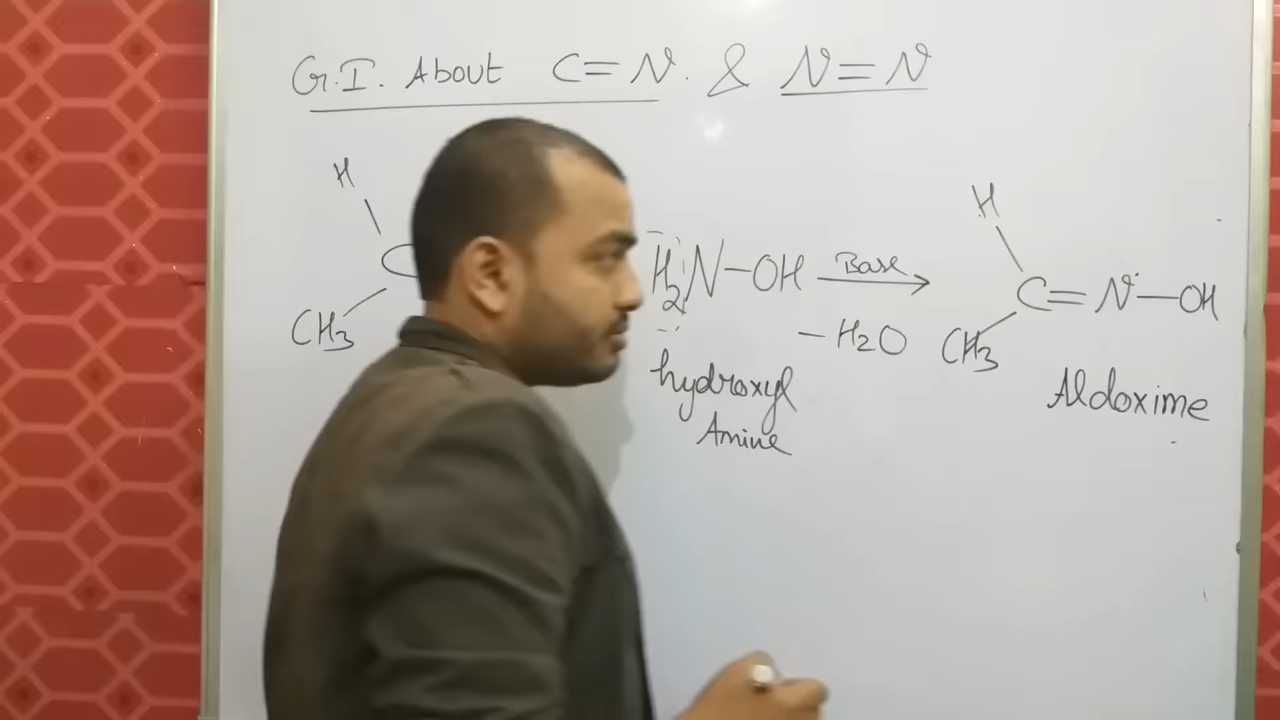 G.I. About C=N. & N=N
H
C
CH3
H2N-OH
Base
-H2O
hydroxyl
Amine
H
C=N-OH
CH3
Aldoxime